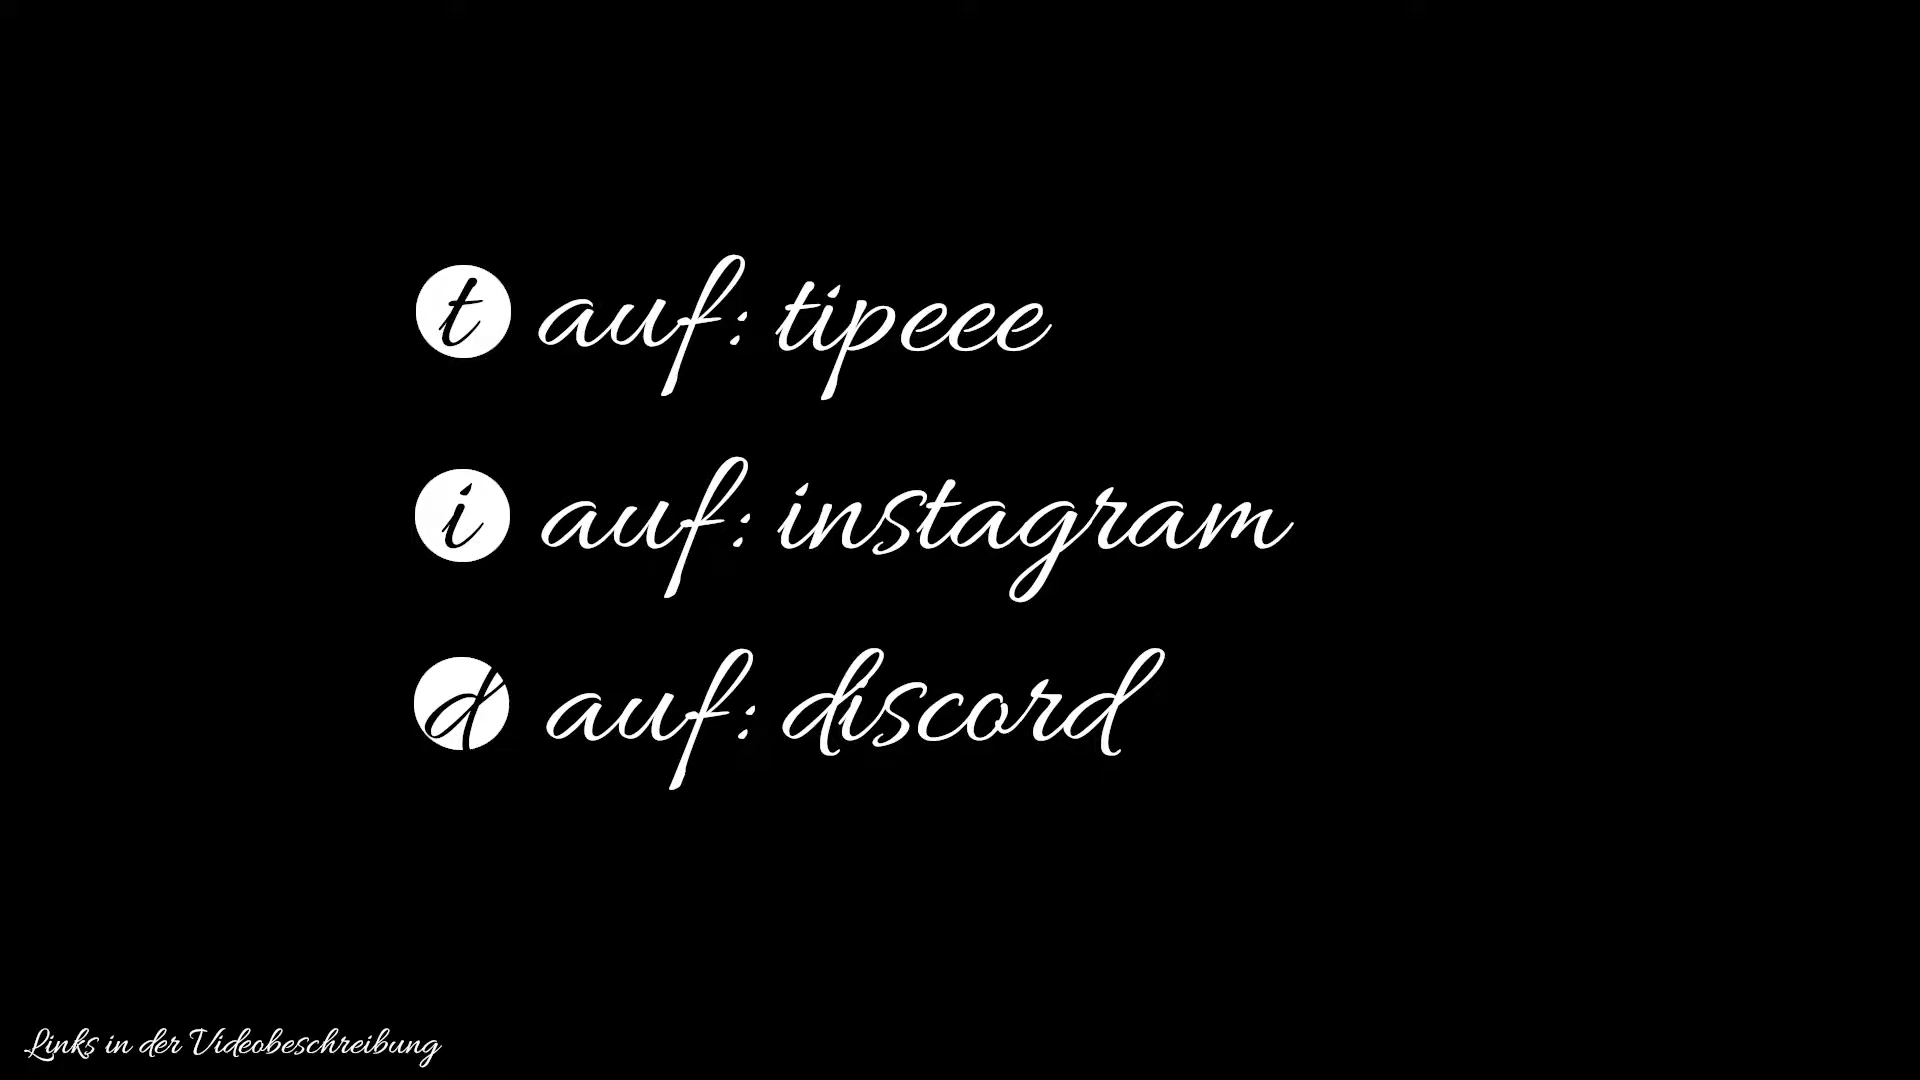 t auf: tipeee
i auf: instagram
d auf: discord
Links in der Videobeschreibung